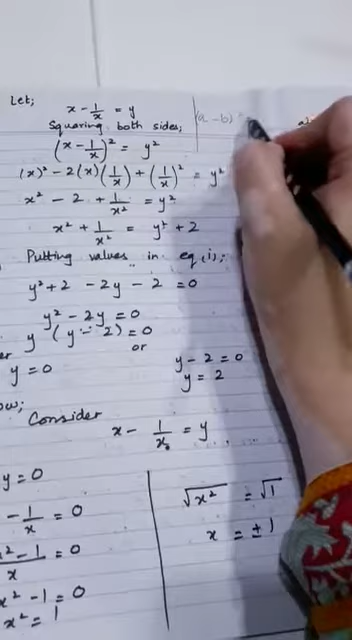 Let;
x - 1/x = y
(a - b)²
Squaring both sides;
(x - 1/x)² = y²
(x)² - 2(x)(1/x) + (1/x)² = y²
x² - 2 + 1/x² = y²
x² + 1/x² = y² + 2
Putting values in eq(i);
y² + 2 - 2y - 2 = 0
y² - 2y = 0
y (y - 2) = 0
or
y = 0
y - 2 = 0
y = 2
Consider
x - 1/x = y
y = 0
- 1/x = 0
x² - 1/x = 0
x² - 1 = 0
x² = 1
√x² = √1
x = ±1